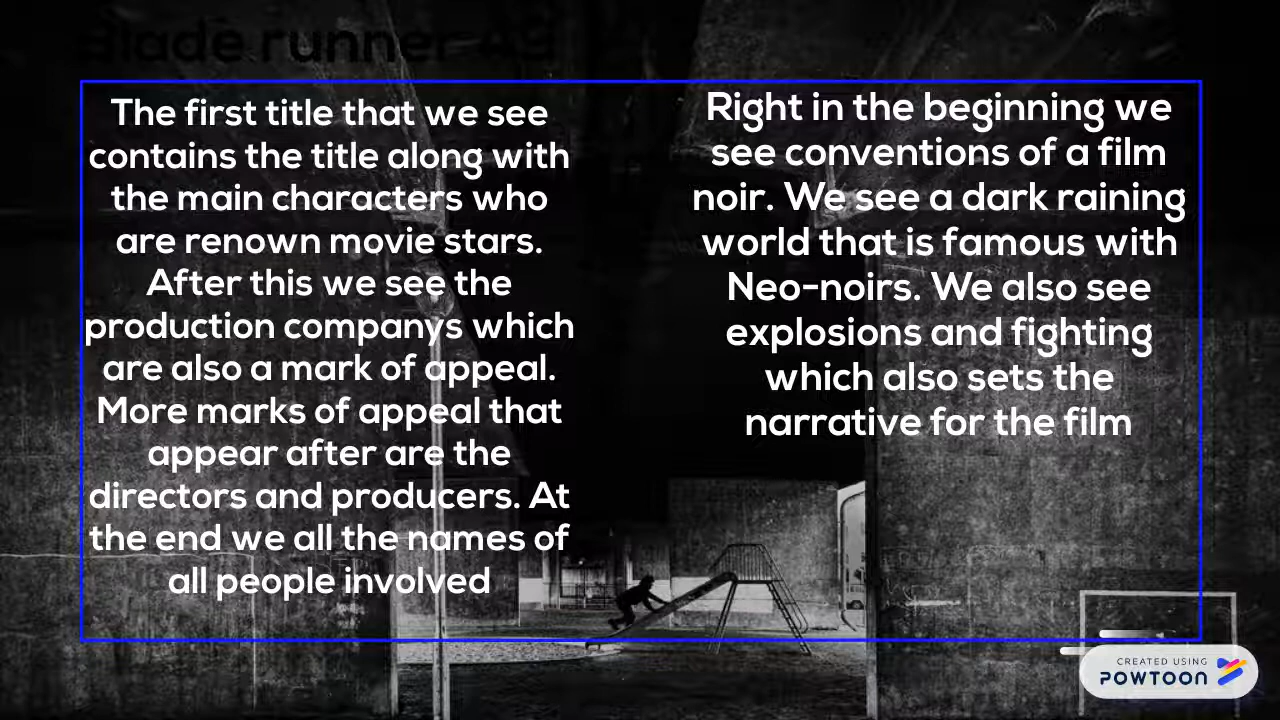 Blade runner 49
The first title that we see
contains the title along with
the main characters who
are renown movie stars.
After this we see the
production companys which
are also a mark of appeal.
More marks of appeal that
appear after are the
directors and producers. At
the end we all the names of
all people involved
Right in the beginning we
see conventions of a film
noir. We see a dark raining
world that is famous with
Neo-noirs. We also see
explosions and fighting
which also sets the
narrative for the film
CREATED USING
POWTOON